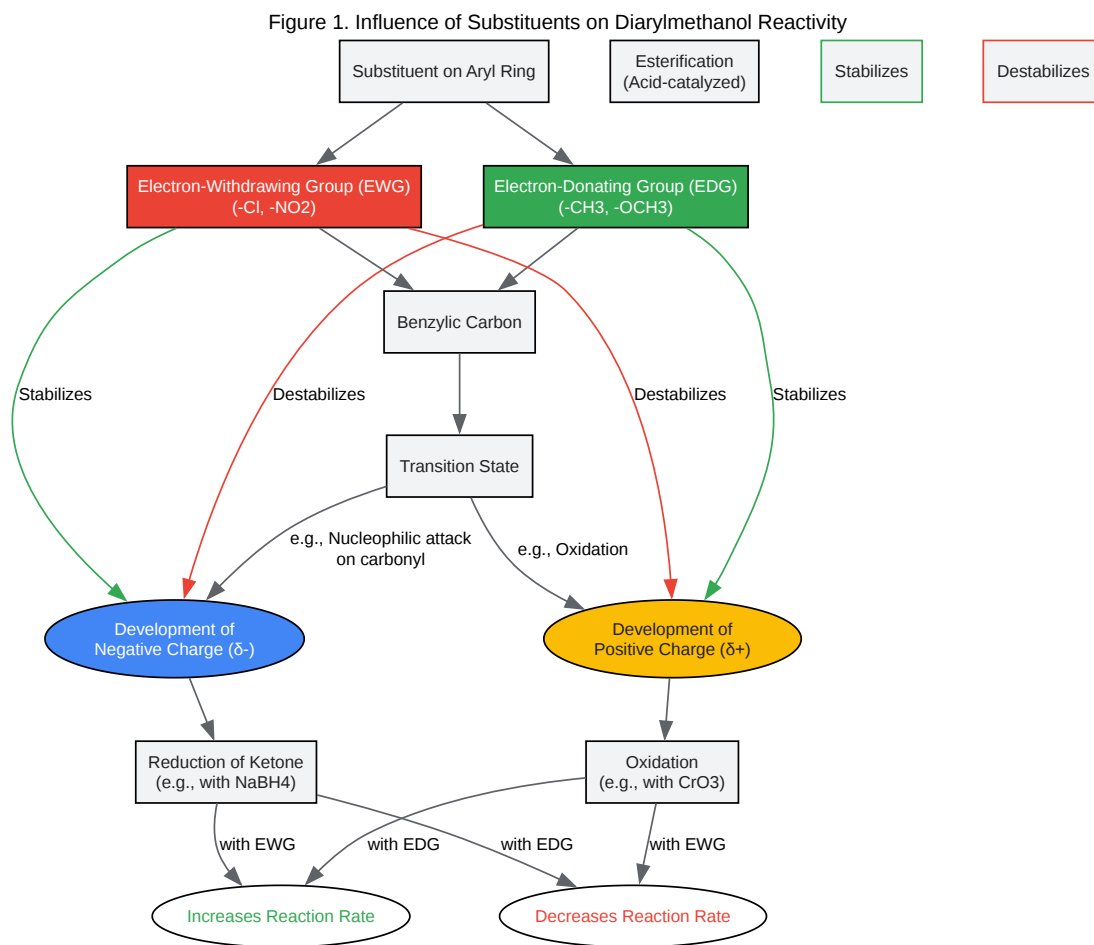 Figure 1. Influence of Substituents on Diarylmethanol Reactivity
Substituent on Aryl Ring
Esterification
(Acid-catalyzed)
Stabilizes
Destabilizes
Electron-Withdrawing Group (EWG)
(-Cl, -NO2)
Electron-Donating Group (EDG)
(-CH3, -OCH3)
Benzylic Carbon
Stabilizes
Destabilizes
Destabilizes
Stabilizes
Transition State
e.g., Nucleophilic attack
on carbonyl
e.g., Oxidation
Development of
Negative Charge (δ-)
Development of
Positive Charge (δ+)
Reduction of Ketone
(e.g., with NaBH4)
Oxidation
(e.g., with CrO3)
with EWG
with EDG
with EDG
with EWG
Increases Reaction Rate
Decreases Reaction Rate